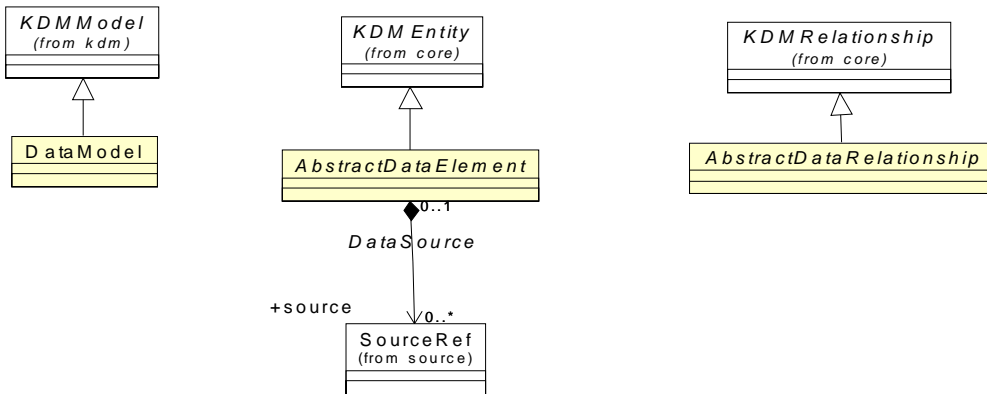 KDMModel
(from kdm)
DataModel
KDMEntity
(from core)
AbstractDataElement
0..1
DataSource
+source
0..*
SourceRef
(from source)
KDMRelationship
(from core)
AbstractDataRelationship